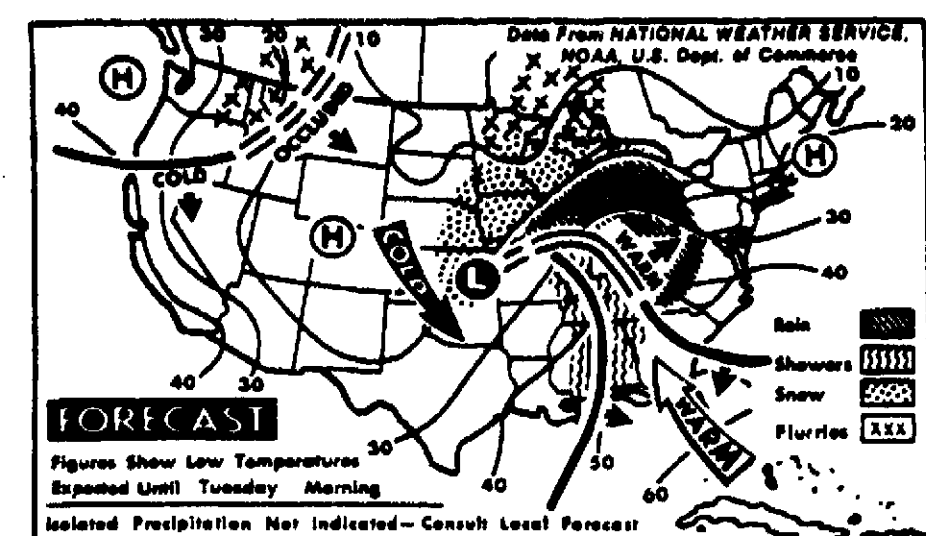 Data From NATIONAL WEATHER SERVICE,
NOAA, U.S. Dept. of Commerce
30
20
10
10
H
40
OCCLUDED
20
H
COLD
H
COLD
L
WARM
30
40
Rain
Showers
Snow
Flurries
XXX
40
30
30
40
50
60
WARM
FORECAST
Figures Show Low Temperatures
Expected Until Tuesday Morning
Isolated Precipitation Not Indicated— Consult Local Forecast